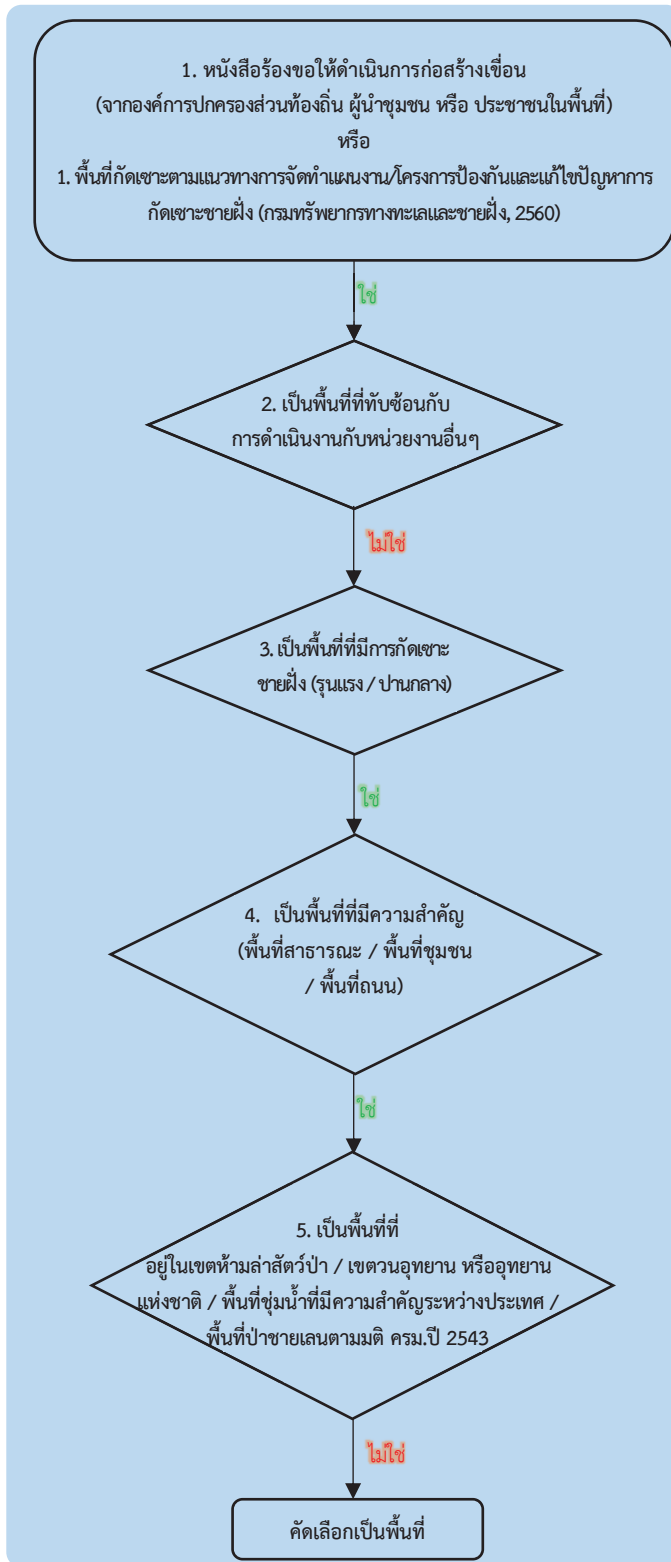 1. หนังสือร้องขอให้ดำเนินการก่อสร้างเขื่อน
(จากองค์การปกครองส่วนท้องถิ่น ผู้นำชุมชน หรือ ประชาชนในพื้นที่)
หรือ
1. พื้นที่กัดเซาะตามแนวทางการจัดทำแผนงาน/โครงการป้องกันและแก้ไขปัญหาการ
กัดเซาะชายฝั่ง (กรมทรัพยากรทางทะเลและชายฝั่ง, 2560)
ใช่
2. เป็นพื้นที่ที่ทับซ้อนกับ
การดำเนินงานกับหน่วยงานอื่นๆ
ไม่ใช่
3. เป็นพื้นที่ที่มีการกัดเซาะ
ชายฝั่ง (รุนแรง / ปานกลาง)
ใช่
4. เป็นพื้นที่ที่มีความสำคัญ
(พื้นที่สาธารณะ / พื้นที่ชุมชน
/ พื้นที่ถนน)
ใช่
5. เป็นพื้นที่ที่
อยู่ในเขตห้ามล่าสัตว์ป่า / เขตวนอุทยาน หรืออุทยาน
แห่งชาติ / พื้นที่ชุ่มน้ำที่มีความสำคัญระหว่างประเทศ /
พื้นที่ป่าชายเลนตามมติ ครม.ปี 2543
ไม่ใช่
คัดเลือกเป็นพื้นที่